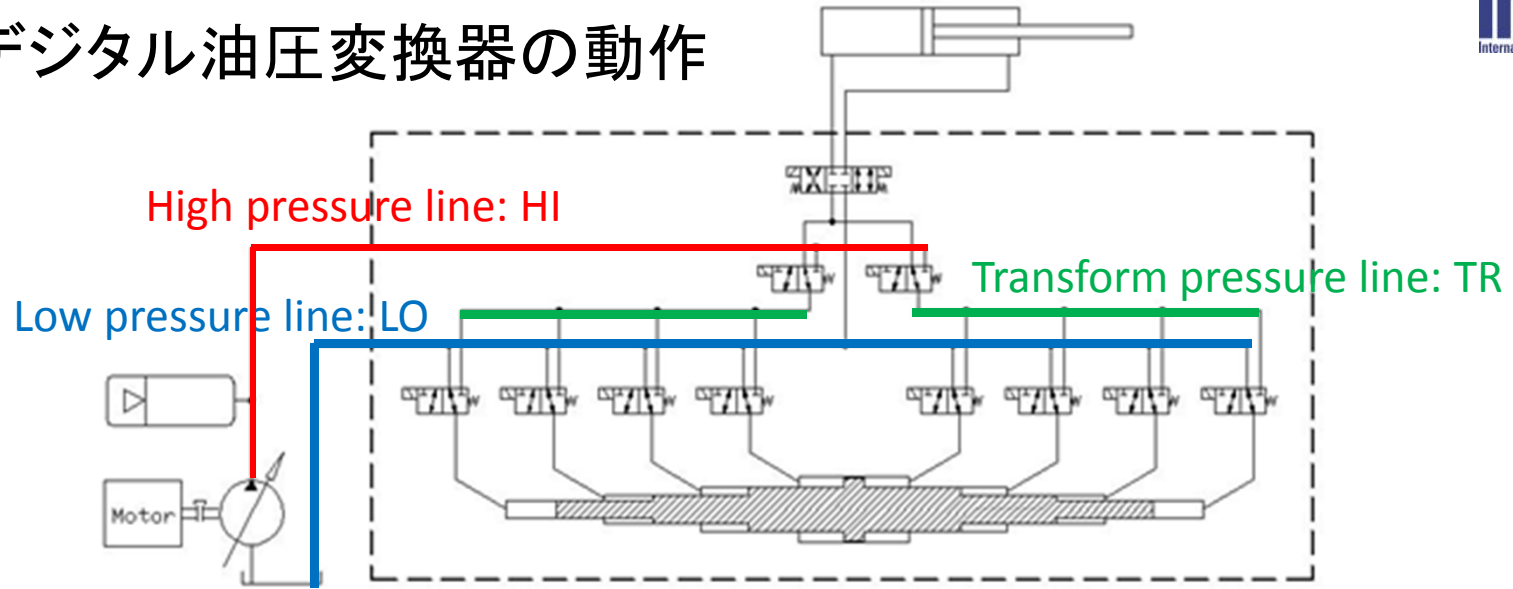 デジタル油圧変換器の動作
Interna
High pressure line: HI
Transform pressure line: TR
Low pressure line: LO
Motor